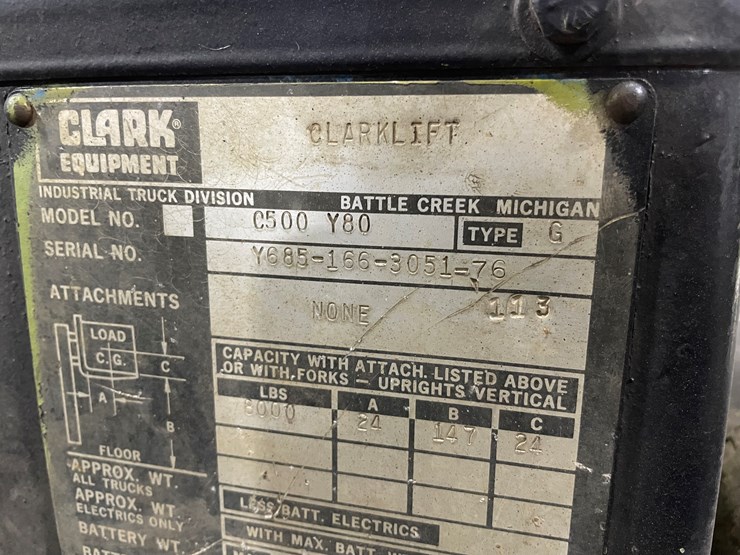 CLARK®
EQUIPMENT
CLARKLIFT
INDUSTRIAL TRUCK DIVISION BATTLE CREEK MICHIGAN
MODEL NO. C500 Y80 TYPE G
SERIAL NO. Y685-166-3051-76
ATTACHMENTS NONE 113
LOAD
C.G.
C
A
B
FLOOR
CAPACITY WITH ATTACH. LISTED ABOVE
OR WITH FORKS — UPRIGHTS VERTICAL
LBS A B C
8000 24 147 24
APPROX. WT.
ALL TRUCKS
APPROX. WT.
ELECTRICS ONLY
LESS BATT. ELECTRICS
BATTERY WT.
WITH MAX. BATT.